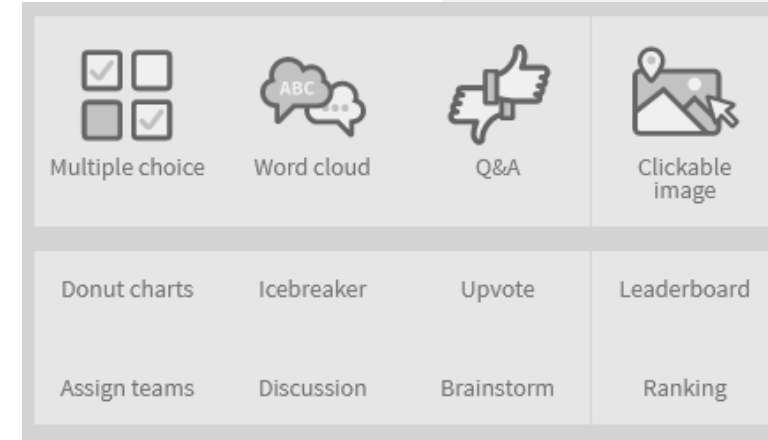 ABC
Multiple choice
Word cloud
Q&A
Clickable
image
Donut charts
Icebreaker
Upvote
Leaderboard
Assign teams
Discussion
Brainstorm
Ranking